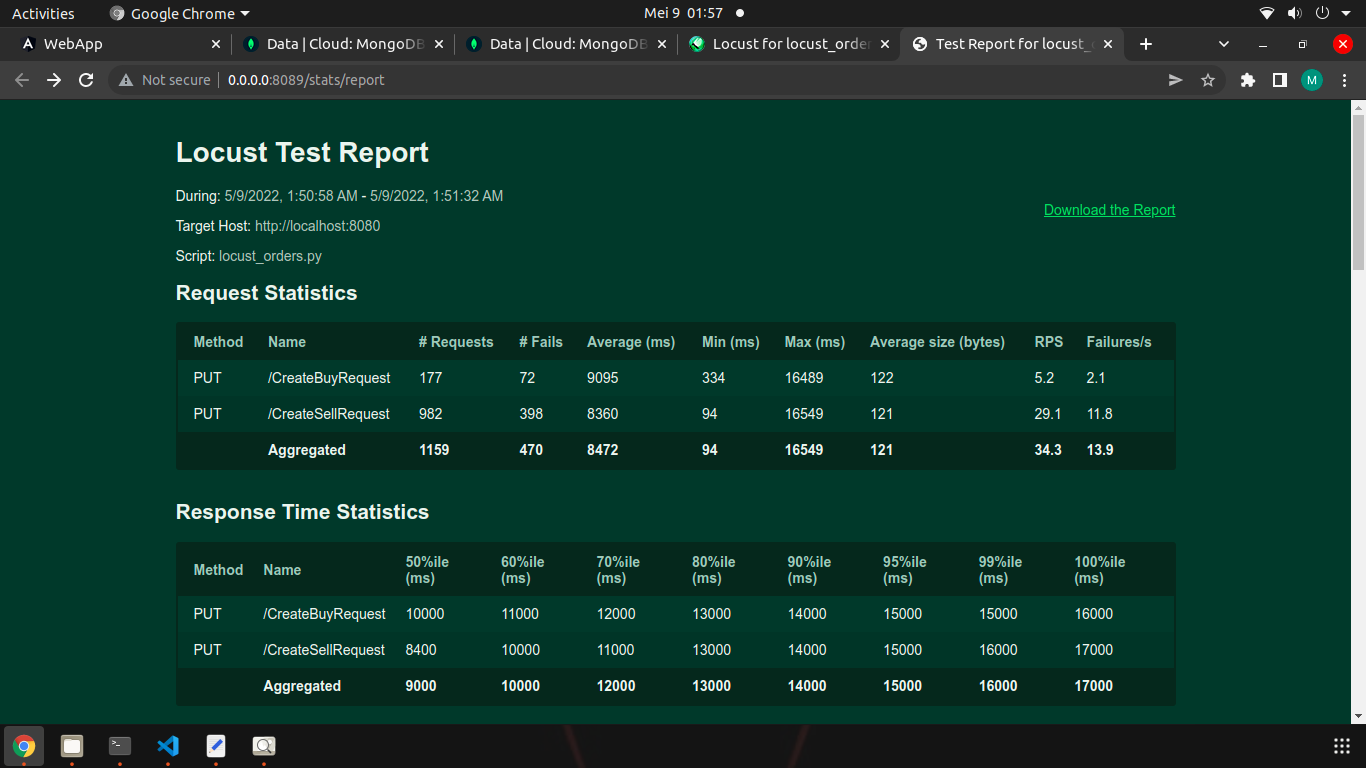 Activities Google Chrome Mei 9 01:57
WebApp Data | Cloud: MongoDB Data | Cloud: MongoDB Locust for locust_order Test Report for locust_
Not secure 0.0.0.0:8089/stats/report M
Locust Test Report
During: 5/9/2022, 1:50:58 AM - 5/9/2022, 1:51:32 AM
Download the Report
Target Host: http://localhost:8080
Script: locust_orders.py
Request Statistics
Method Name # Requests # Fails Average (ms) Min (ms) Max (ms) Average size (bytes) RPS Failures/s
PUT /CreateBuyRequest 177 72 9095 334 16489 122 5.2 2.1
PUT /CreateSellRequest 982 398 8360 94 16549 121 29.1 11.8
Aggregated 1159 470 8472 94 16549 121 34.3 13.9
Response Time Statistics
Method Name 50%ile (ms) 60%ile (ms) 70%ile (ms) 80%ile (ms) 90%ile (ms) 95%ile (ms) 99%ile (ms) 100%ile (ms)
PUT /CreateBuyRequest 10000 11000 12000 13000 14000 15000 15000 16000
PUT /CreateSellRequest 8400 10000 11000 13000 14000 15000 16000 17000
Aggregated 9000 10000 12000 13000 14000 15000 16000 17000